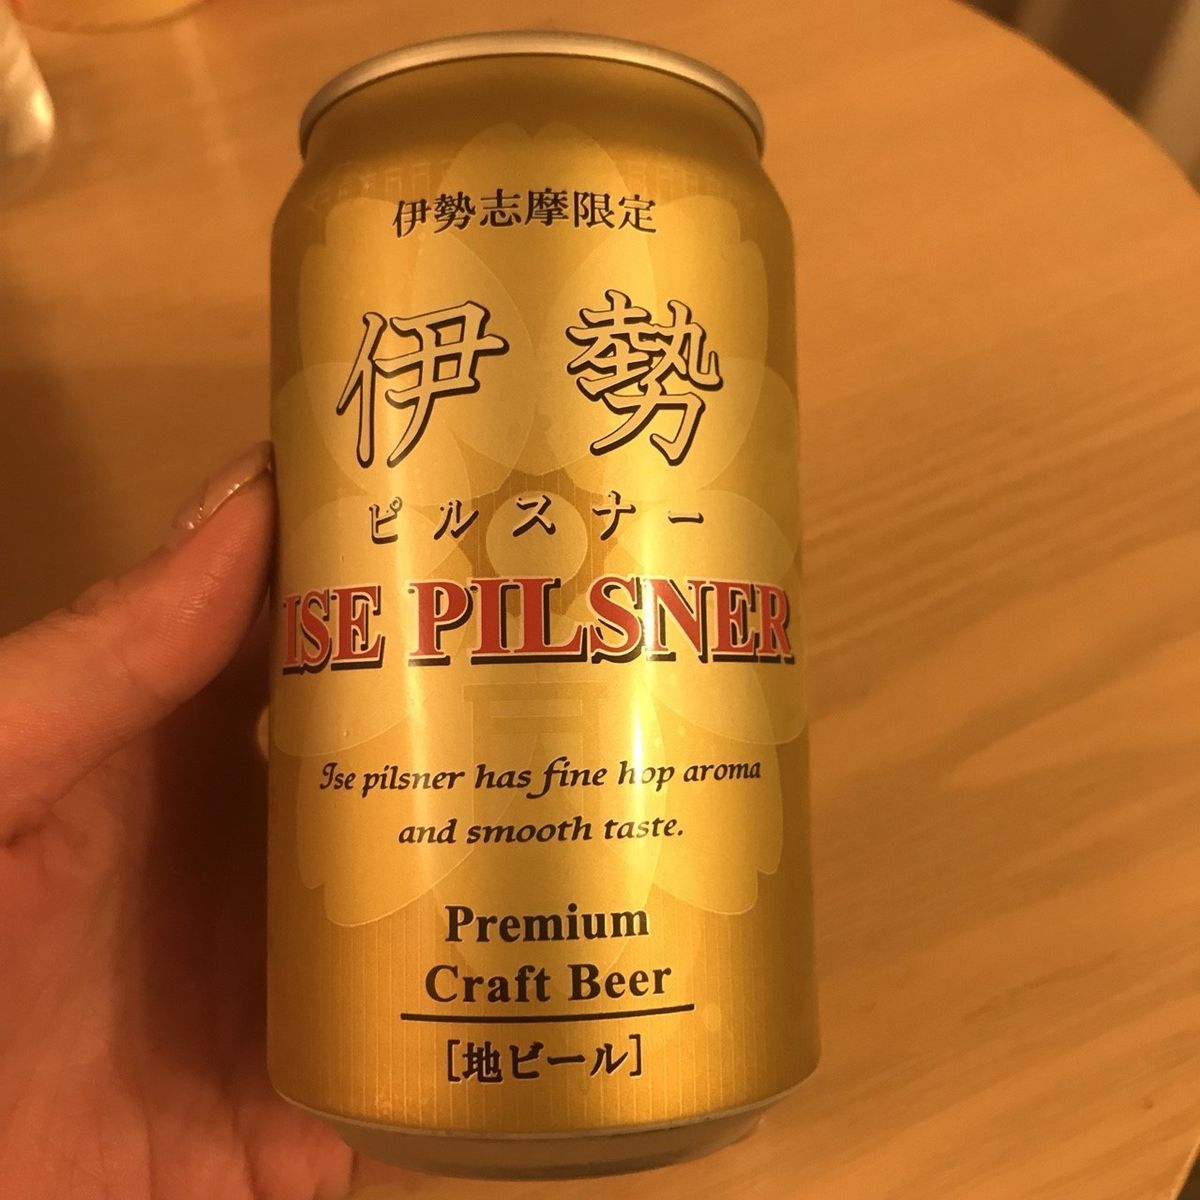 伊勢志摩限定
伊勢
ピルスナー
ISE PILSNER
Ise pilsner has fine hop aroma
and smooth taste.
Premium
Craft Beer
[地ビール]